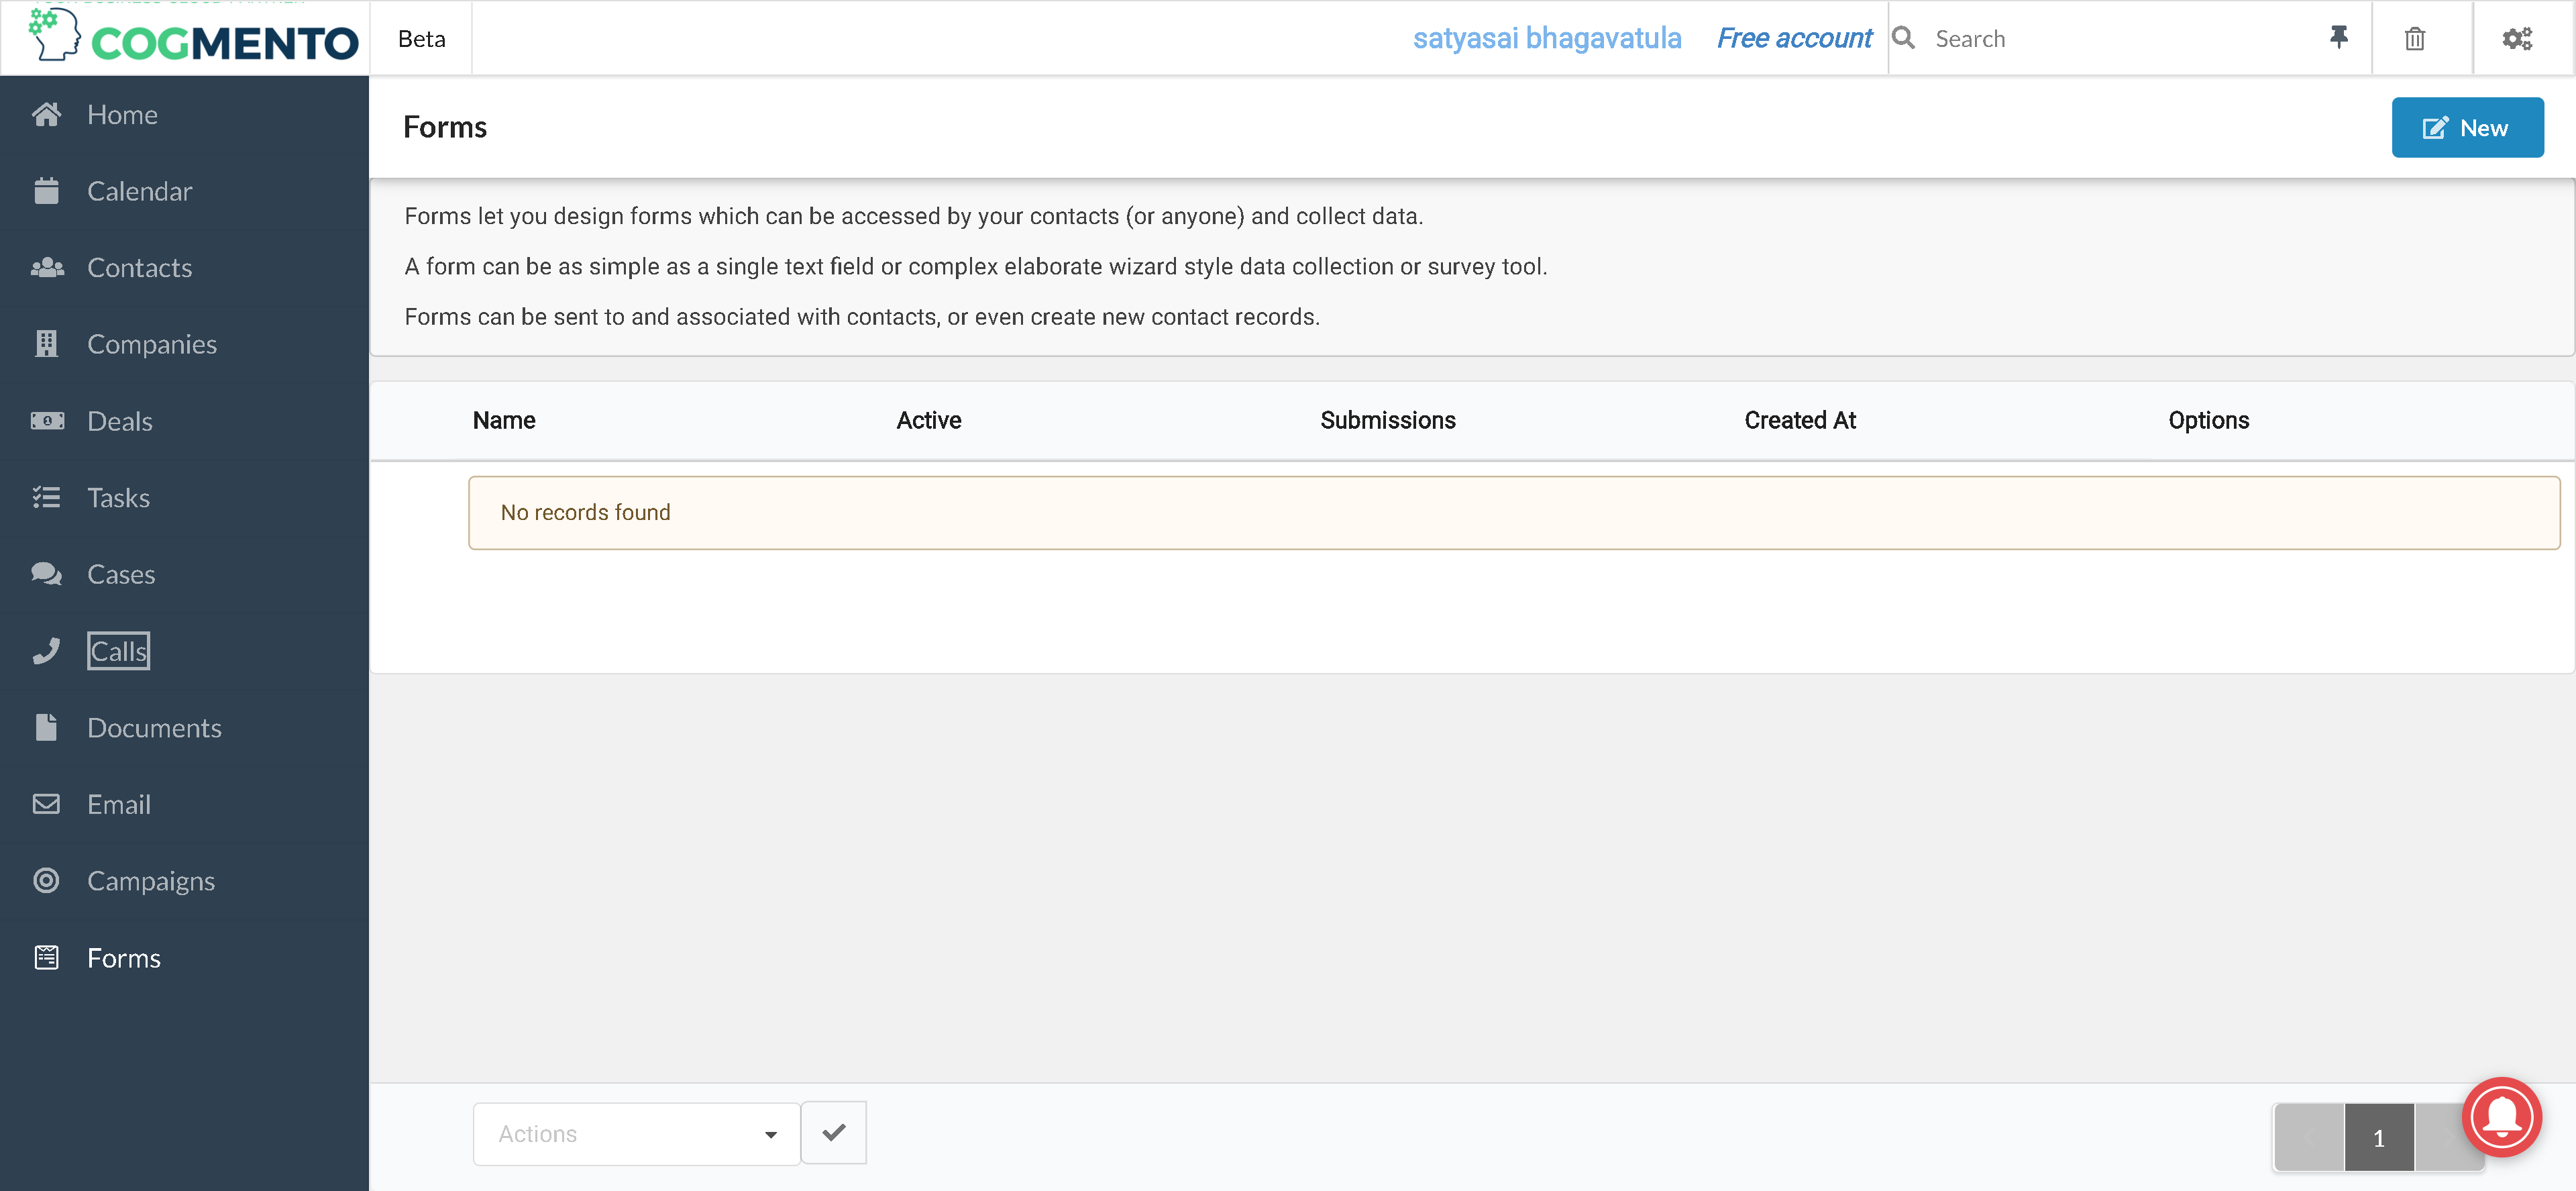 COGMENTO
Beta
satyasai bhagavatula
Free account
Search
Home
Calendar
Contacts
Companies
Deals
Tasks
Cases
Calls
Documents
Email
Campaigns
Forms
Forms
New
Forms let you design forms which can be accessed by your contacts (or anyone) and collect data.
A form can be as simple as a single text field or complex elaborate wizard style data collection or survey tool.
Forms can be sent to and associated with contacts, or even create new contact records.
Name Active Submissions Created At Options
No records found
Actions
1